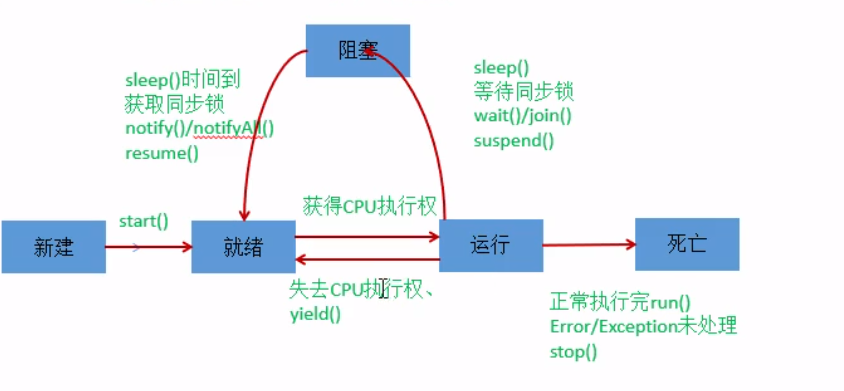 阻塞
sleep()时间到
获取同步锁
notify()/notifyAll()
resume()
sleep()
等待同步锁
wait()/join()
suspend()
新建
start()
就绪
获得CPU执行权
失去CPU执行权、
yield()
运行
死亡
正常执行完run()
Error/Exception未处理
stop()